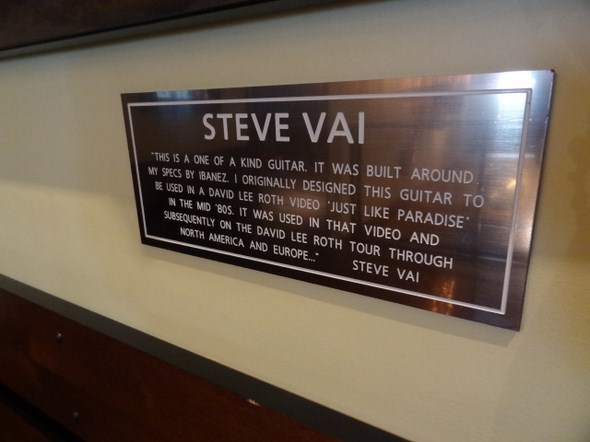 STEVE VAI
"THIS IS A ONE OF A KIND GUITAR. IT WAS BUILT AROUND
MY SPECS BY IBANEZ. I ORIGINALLY DESIGNED THIS GUITAR TO
BE USED IN A DAVID LEE ROTH VIDEO 'JUST LIKE PARADISE'
IN THE MID '80S. IT WAS USED IN THAT VIDEO AND
SUBSEQUENTLY ON THE DAVID LEE ROTH TOUR THROUGH
NORTH AMERICA AND EUROPE..." STEVE VAI